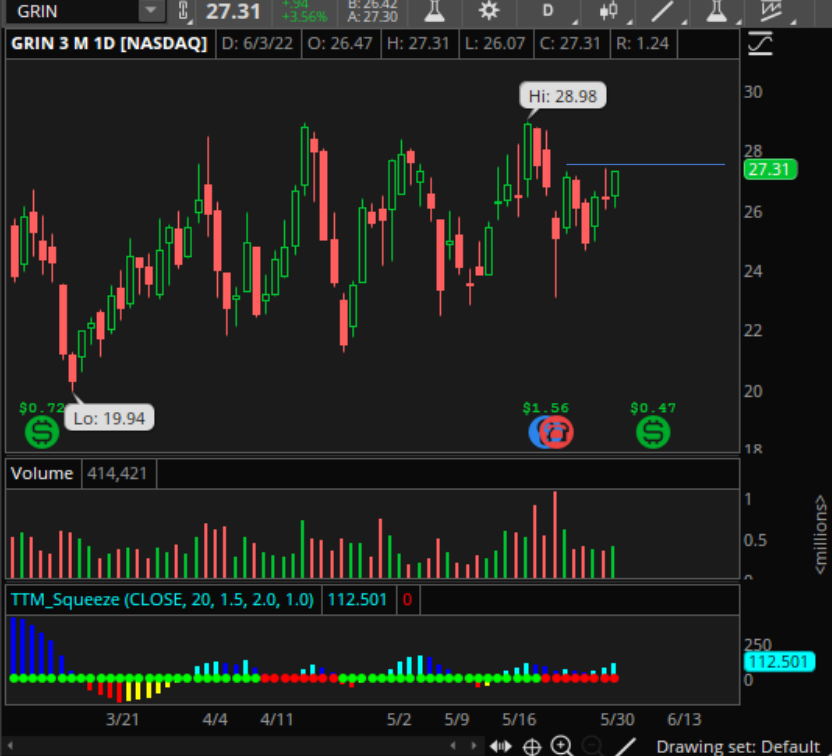 GRIN 27.31 +.94 B: 26.42 D
+3.56% A: 27.30
GRIN 3 M 1D [NASDAQ] D: 6/3/22 O: 26.47 H: 27.31 L: 26.07 C: 27.31 R: 1.24
30
Hi: 28.98
28
27.31
26
24
22
20
$0.72 $1.56 $0.47
Lo: 19.94
18
Volume 414,421
1
0.5
0
<millions>
TTM_Squeeze (CLOSE, 20, 1.5, 2.0, 1.0) 112.501 0
250
112.501
0
3/21 4/4 4/11 5/2 5/9 5/16 5/30 6/13
Drawing set: Default